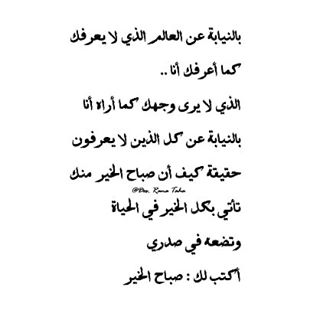 بالنيابة عن العالم الذي لا يعرفك
كما أعرفك أنا ..
الذي لا يرى وجهك كما أراه أنا
بالنيابة عن كل الذين لا يعرفون
حقيقة كيف أن صباح الخير منك
@Des. Rama Taha
تأتي بكل الخير في الحياة
وتضعه في صدري
أكتب لك : صباح الخير